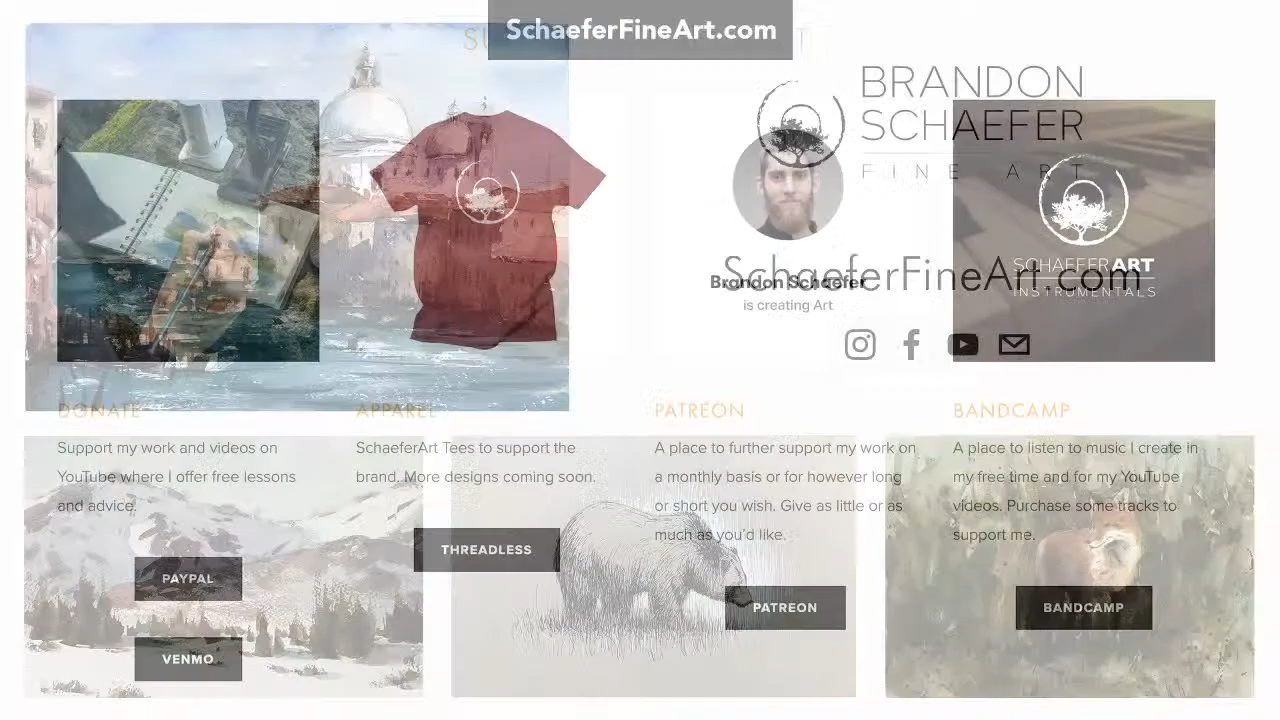 SchaeferFineArt.com
BRANDON
SCHAEFER
FINE ART
SchaeferFineArt.com
Brandon Schaefer
is creating Art
SCHAEFERART
INSTRUMENTALS
DONATE
Support my work and videos on
YouTube where I offer free lessons
and advice.
PAYPAL
VENMO
APPAREL
SchaeferArt Tees to support the
brand. More designs coming soon.
THREADLESS
PATREON
A place to further support my work on
a monthly basis or for however long
or short you wish. Give as little or as
much as you'd like.
PATREON
BANDCAMP
A place to listen to music I create in
my free time and for my YouTube
videos. Purchase some tracks to
support me.
BANDCAMP